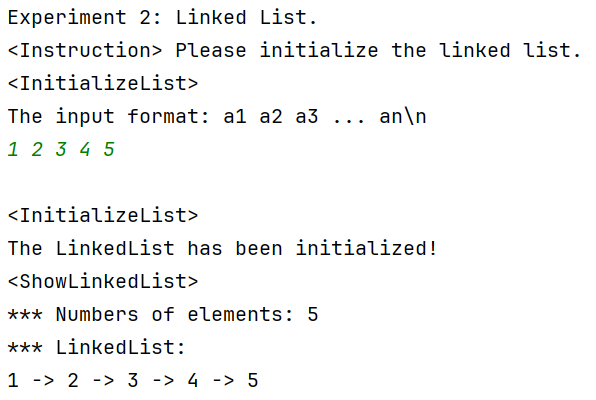 Experiment 2: Linked List.
<Instruction> Please initialize the linked list.
<InitializeList>
The input format: a1 a2 a3 ... an\n
1 2 3 4 5
<InitializeList>
The LinkedList has been initialized!
<ShowLinkedList>
*** Numbers of elements: 5
*** LinkedList:
1 -> 2 -> 3 -> 4 -> 5